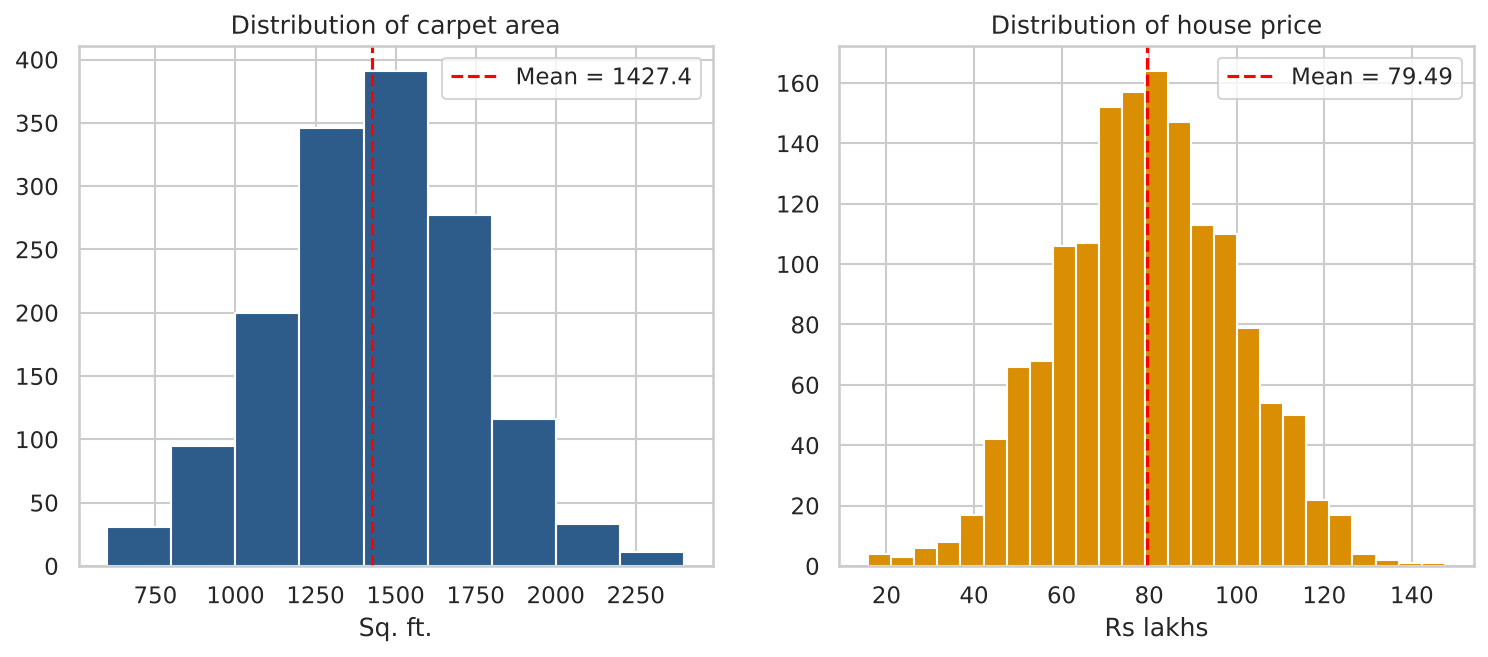 Distribution of carpet area
Mean = 1427.4
400
350
300
250
200
150
100
50
0
750 1000 1250 1500 1750 2000 2250
Sq. ft.
Distribution of house price
Mean = 79.49
160
140
120
100
80
60
40
20
0
20 40 60 80 100 120 140
Rs lakhs